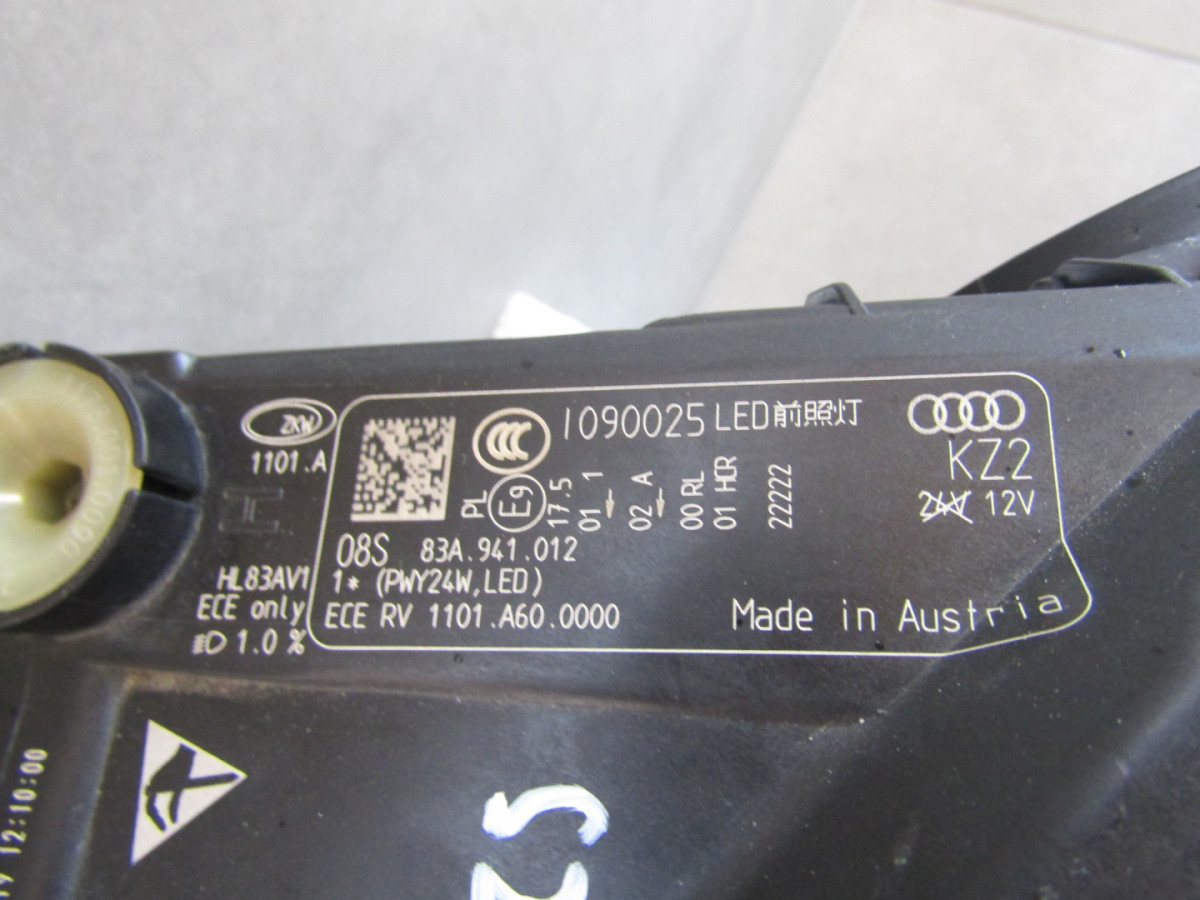 ZKW
1101.A
I090025 LED前照灯
KZ2
24V 12V
PL
E9
17.5
01 1
02 A
00 RL
01 HCR
22222
08S 83A.941.012
1* (PWY24W,LED)
ECE RV 1101.A60.0000
Made in Austria
HL83AV1
ECE only
1.0 %
12:10:00